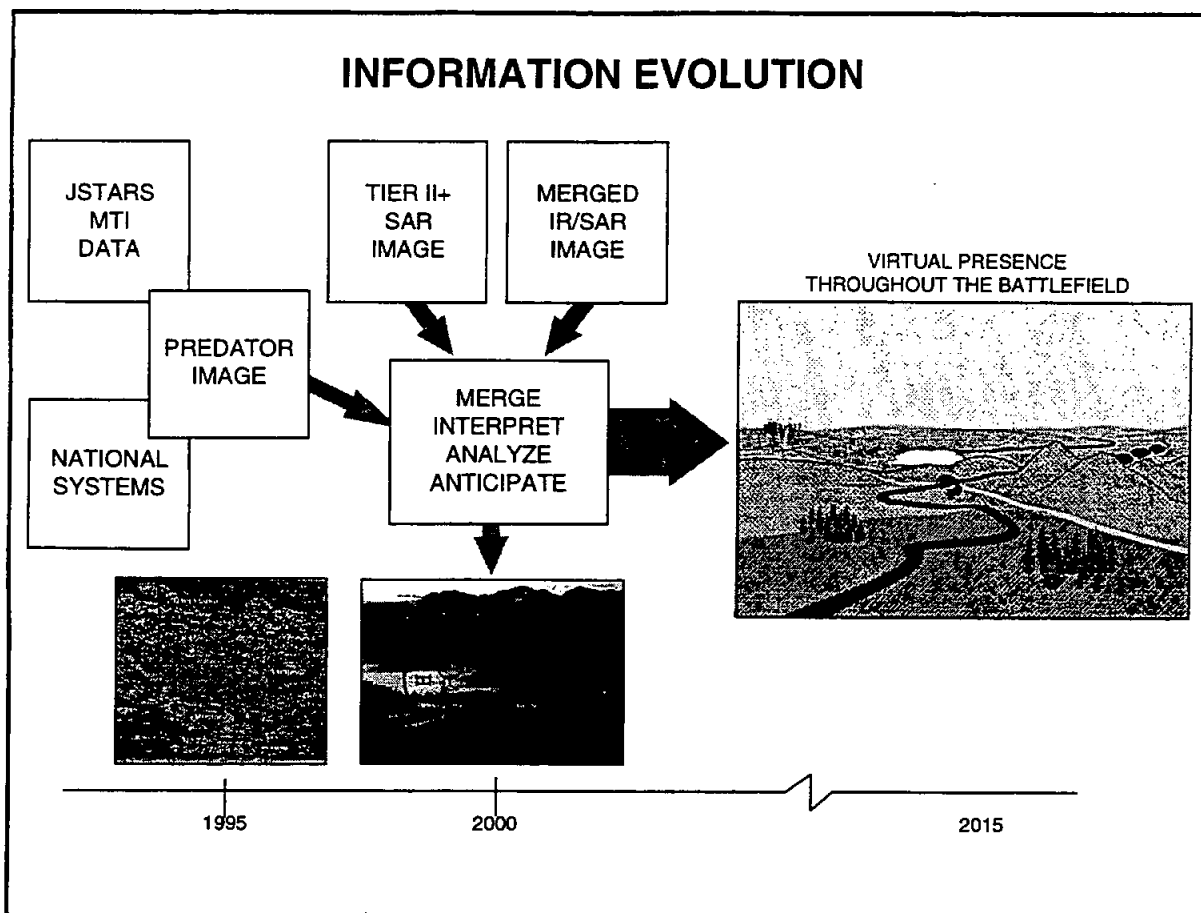 INFORMATION EVOLUTION
JSTARS
MTI
DATA
PREDATOR
IMAGE
NATIONAL
SYSTEMS
TIER II+
SAR
IMAGE
MERGED
IR/SAR
IMAGE
MERGE
INTERPRET
ANALYZE
ANTICIPATE
VIRTUAL PRESENCE
THROUGHOUT THE BATTLEFIELD
1995
2000
2015